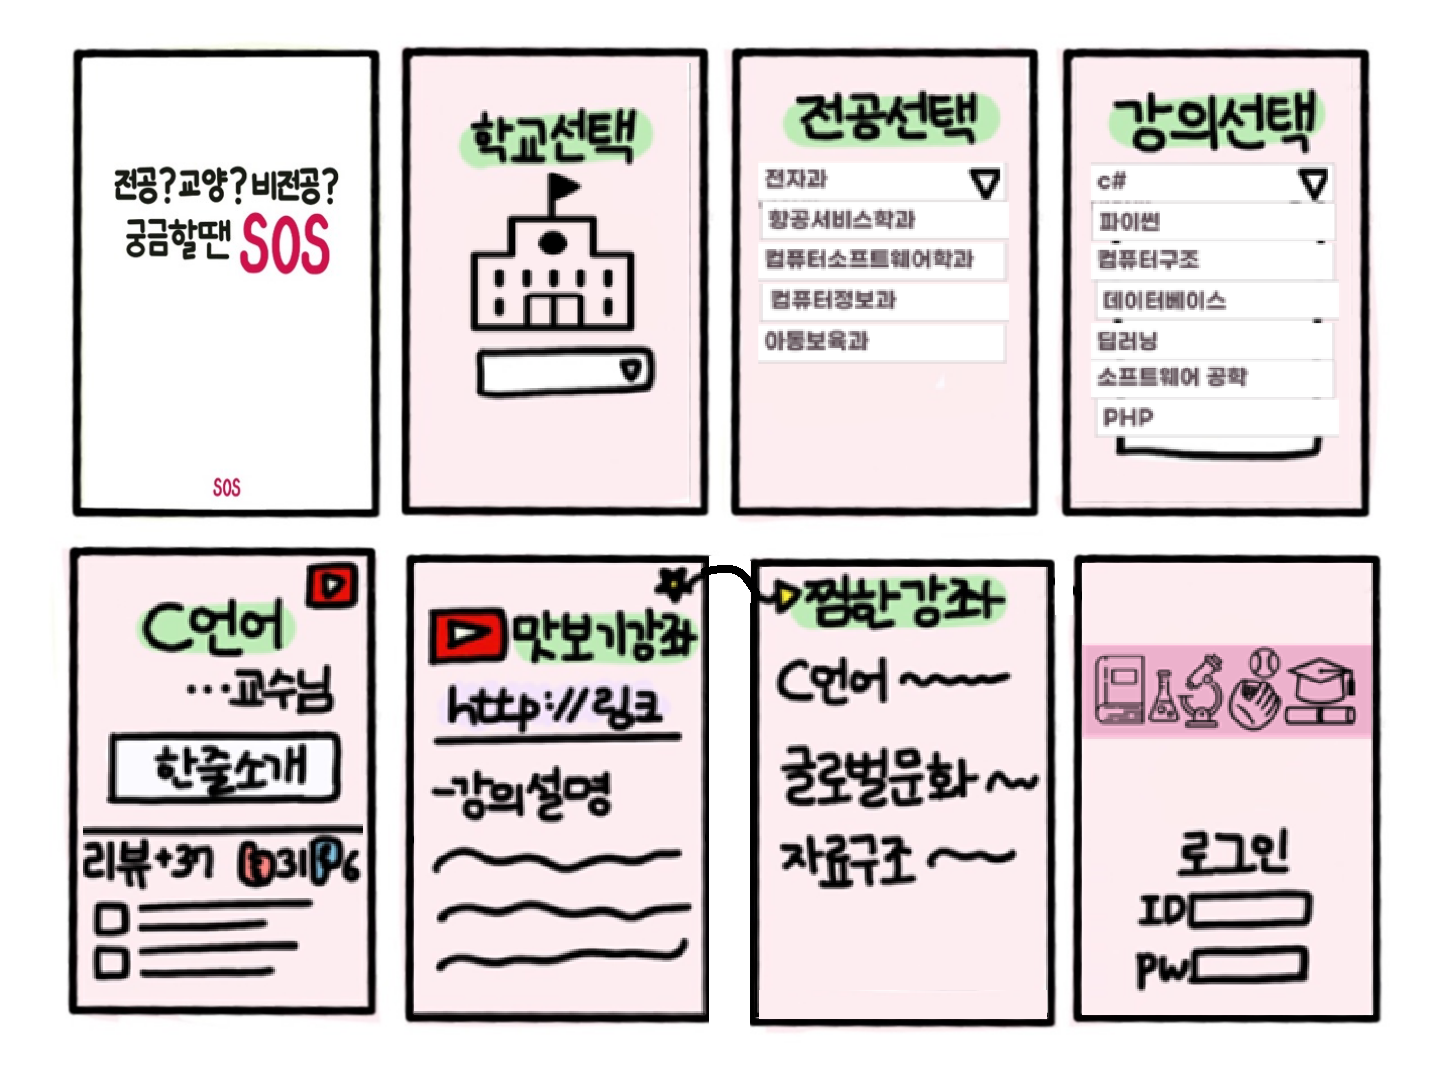 전공?교양?비전공?
궁금할땐 SOS
SOS
학교선택
전공선택
전자과
항공서비스학과
컴퓨터소프트웨어학과
컴퓨터정보과
아동보육과
강의선택
c#
파이썬
컴퓨터구조
데이터베이스
딥러닝
소프트웨어 공학
PHP
C언어
...교수님
한줄소개
리뷰+37 31 6
맛보기강좌
http://링크
-강의설명
찜한강좌
C언어
글로벌문화
자료구조
로그인
ID
PW